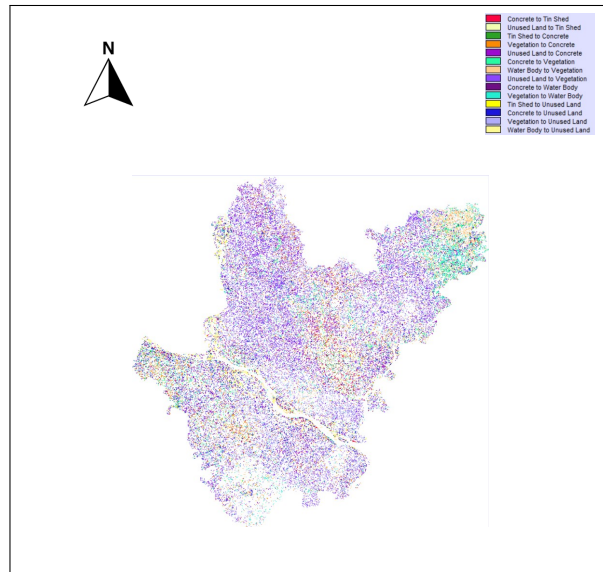 Concrete to Tin Shed
Unused Land to Tin Shed
Tin Shed to Concrete
Vegetation to Concrete
Unused Land to Concrete
Concrete to Vegetation
Water Body to Vegetation
Unused Land to Vegetation
Concrete to Water Body
Vegetation to Water Body
Tin Shed to Unused Land
Concrete to Unused Land
Vegetation to Unused Land
Water Body to Unused Land
N